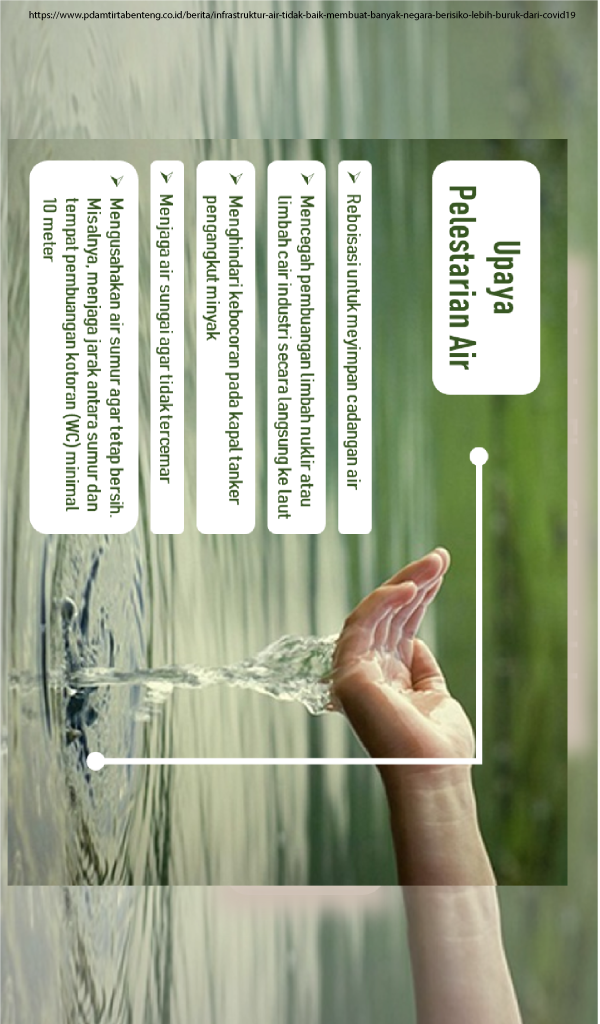 https://www.pdamtirtabenteng.co.id/berita/infrastruktur-air-tidak-baik-membuat-banyak-negara-berisiko-lebih-buruk-dari-covid19
Upaya
Pelestarian Air
➢ Reboisasi untuk meyimpan cadangan air
➢ Mencegah pembuangan limbah nuklir atau
limbah cair industri secara langsung ke laut
➢ Menghindari kebocoran pada kapal tanker
pengangkut minyak
➢ Menjaga air sungai agar tidak tercemar
➢ Mengusahakan air sumur agar tetap bersih.
Misalnya, menjaga jarak antara sumur dan
tempat pembuangan kotoran (WC) minimal
10 meter